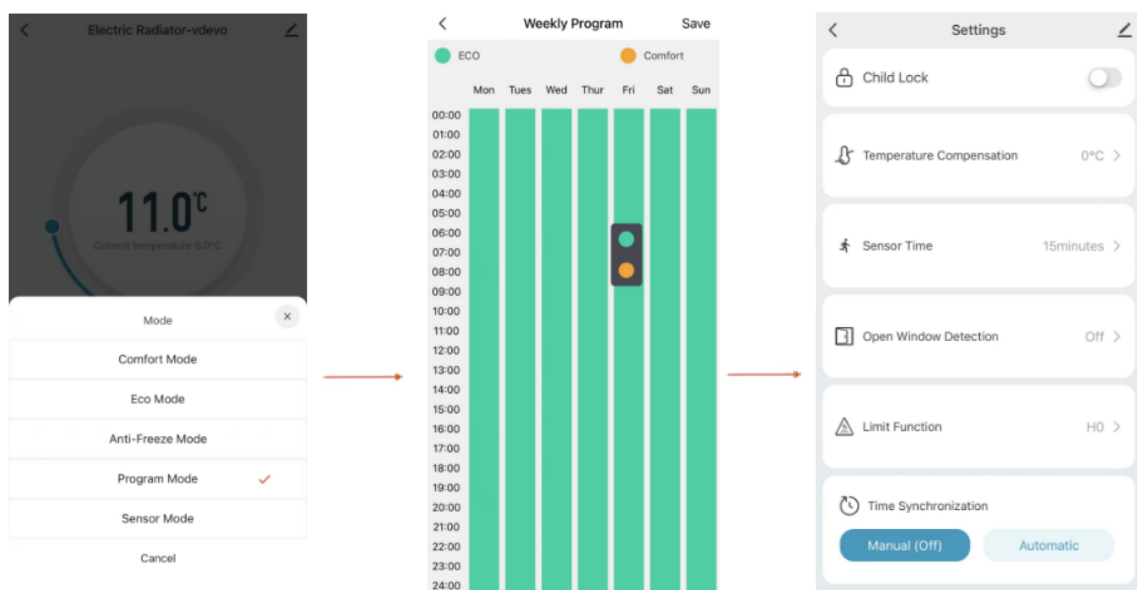 Electric Radiator-vdevo
11.0°C
Current temperature 0.0°C
Mode
Comfort Mode
Eco Mode
Anti-Freeze Mode
Program Mode
Sensor Mode
Cancel
Weekly Program Save
ECO Comfort
Mon Tues Wed Thur Fri Sat Sun
00:00
01:00
02:00
03:00
04:00
05:00
06:00
07:00
08:00
09:00
10:00
11:00
12:00
13:00
14:00
15:00
16:00
17:00
18:00
19:00
20:00
21:00
22:00
23:00
24:00
Settings
Child Lock
Temperature Compensation 0°C
Sensor Time 15minutes
Open Window Detection Off
Limit Function H0
Time Synchronization
Manual (Off) Automatic